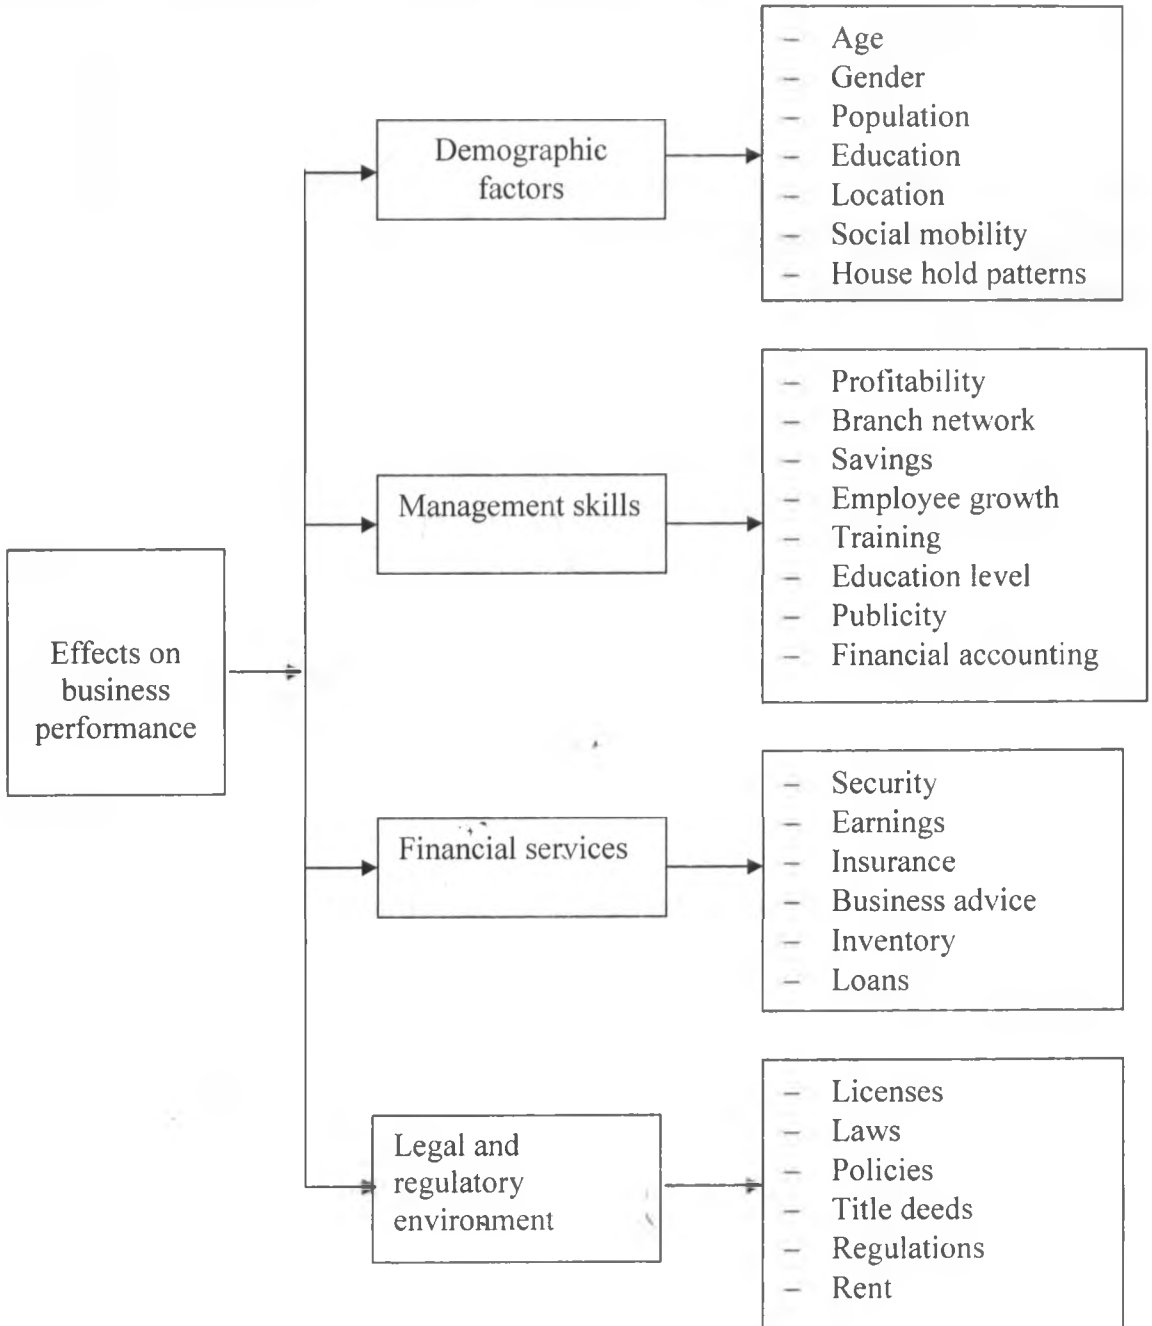 Effects on
business
performance
Demographic
factors
– Age
– Gender
– Population
– Education
– Location
– Social mobility
– House hold patterns
Management skills
– Profitability
– Branch network
– Savings
– Employee growth
– Training
– Education level
– Publicity
– Financial accounting
Financial services
– Security
– Earnings
– Insurance
– Business advice
– Inventory
– Loans
Legal and
regulatory
environment
– Licenses
– Laws
– Policies
– Title deeds
– Regulations
– Rent